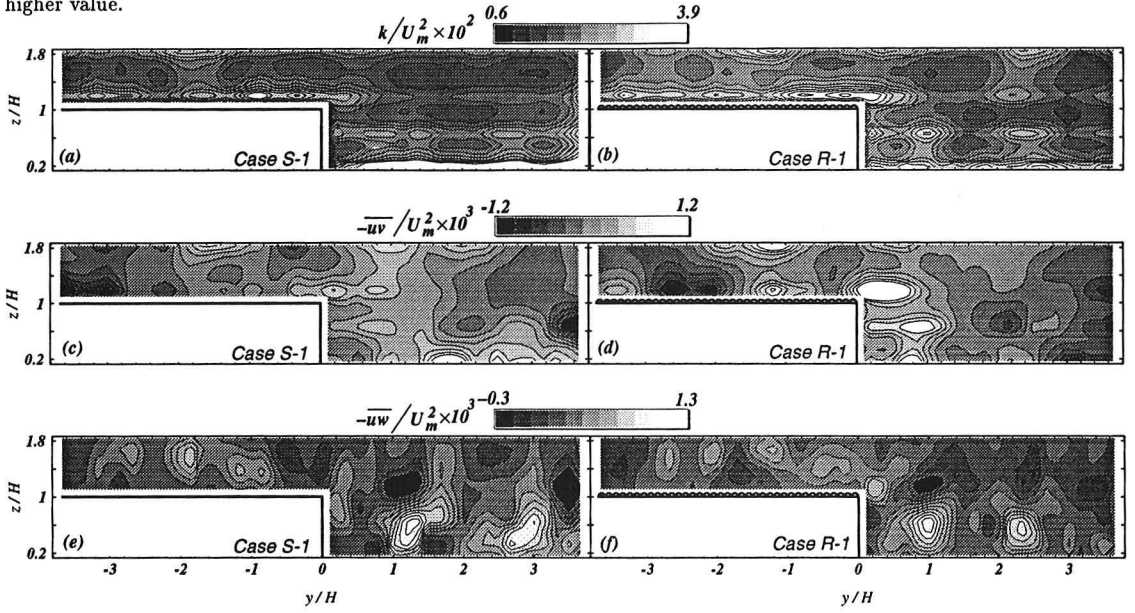 higher value.
k/U_m^2 ×10^2 0.6 3.9
1.8
z/H 1
0.2 (a) Case S-1 (b) Case R-1
-\overline{uv}/U_m^2 ×10^3 -1.2 1.2
1.8
z/H 1
0.2 (c) Case S-1 (d) Case R-1
-\overline{uw}/U_m^2 ×10^3 -0.3 1.3
1.8
z/H 1
0.2 (e) Case S-1 (f) Case R-1
-3 -2 -1 0 1 2 3 -3 -2 -1 0 1 2 3
y/H y/H